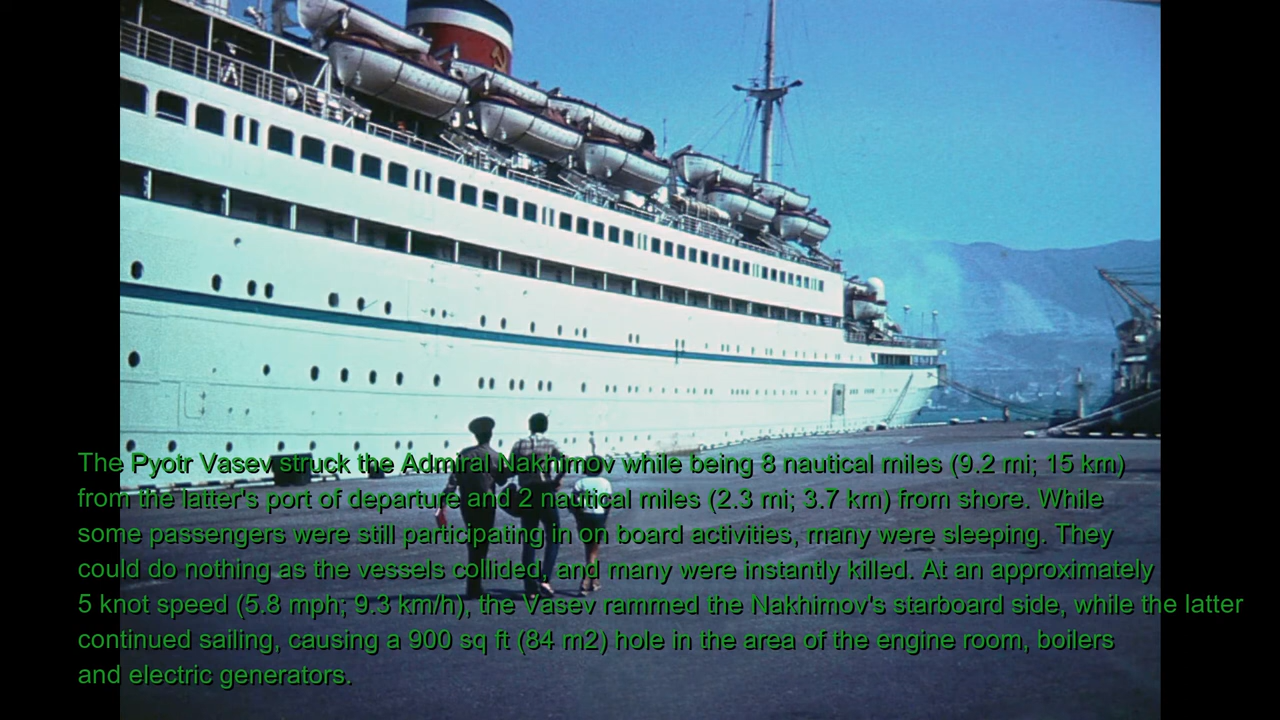 The Pyotr Vasev struck the Admiral Nakhimov while being 8 nautical miles (9.2 mi; 15 km)
from the latter's port of departure and 2 nautical miles (2.3 mi; 3.7 km) from shore. While
some passengers were still participating in on board activities, many were sleeping. They
could do nothing as the vessels collided, and many were instantly killed. At an approximately
5 knot speed (5.8 mph; 9.3 km/h), the Vasev rammed the Nakhimov's starboard side, while the latter
continued sailing, causing a 900 sq ft (84 m2) hole in the area of the engine room, boilers
and electric generators.